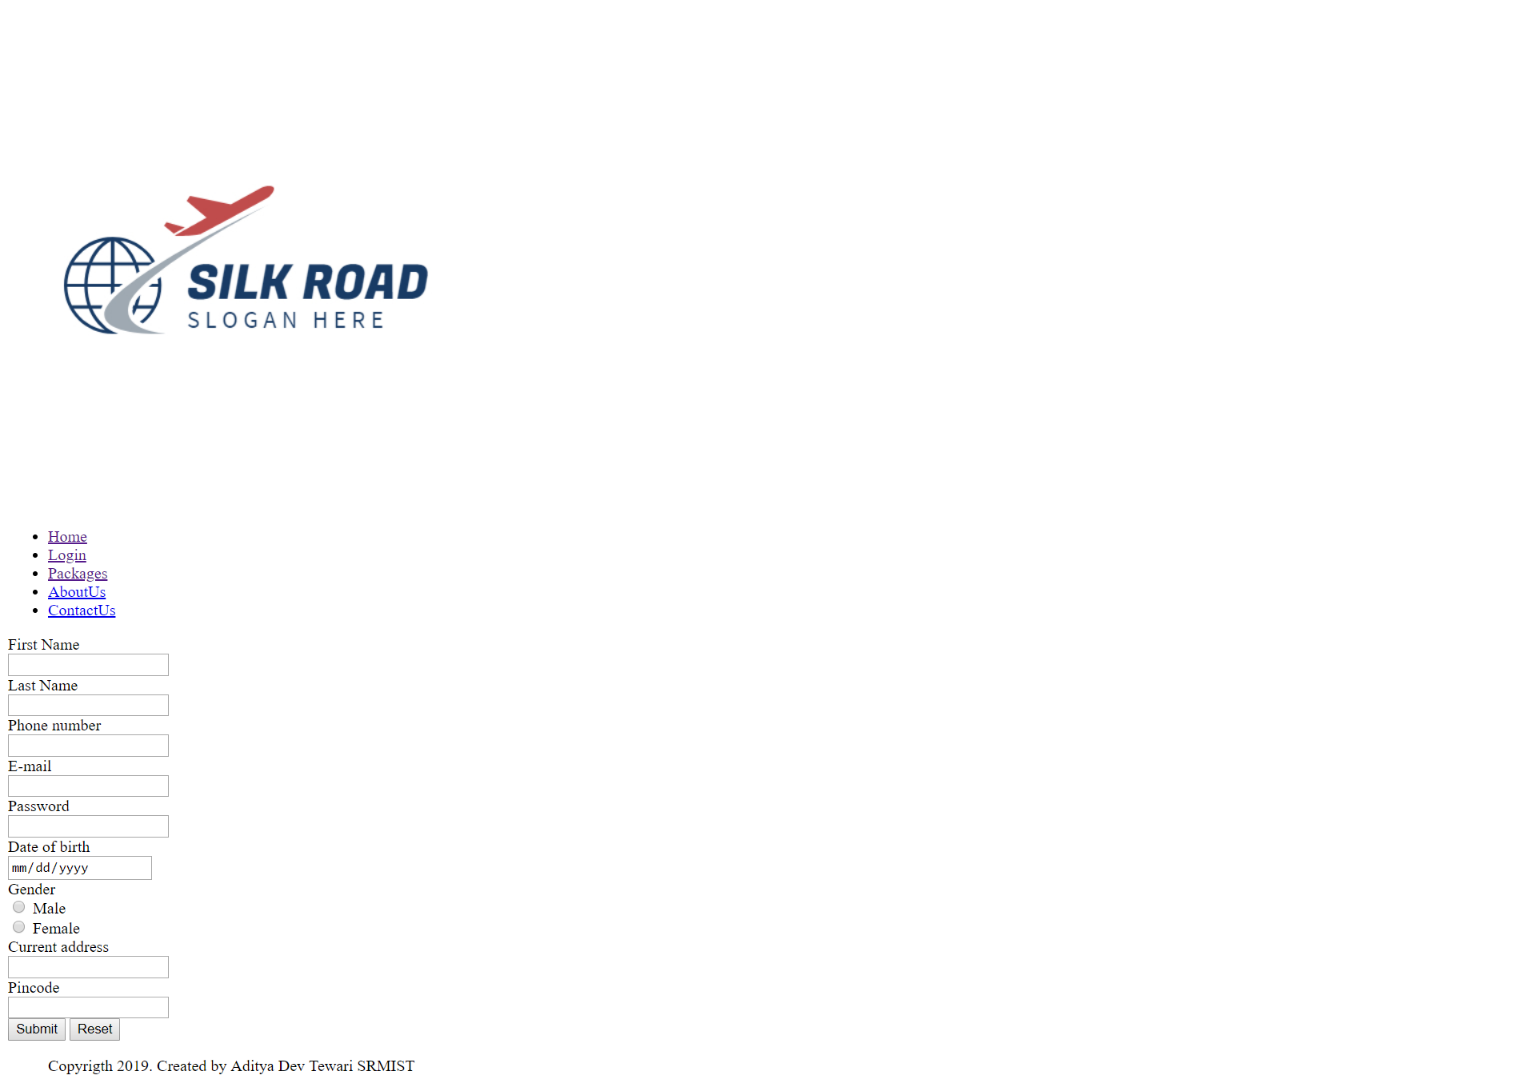 SILK ROAD
SLOGAN HERE
Home
Login
Packages
AboutUs
ContactUs
First Name
Last Name
Phone number
E-mail
Password
Date of birth
mm/dd/yyyy
Gender
Male
Female
Current address
Pincode
Submit Reset
Copyrigth 2019. Created by Aditya Dev Tewari SRMIST